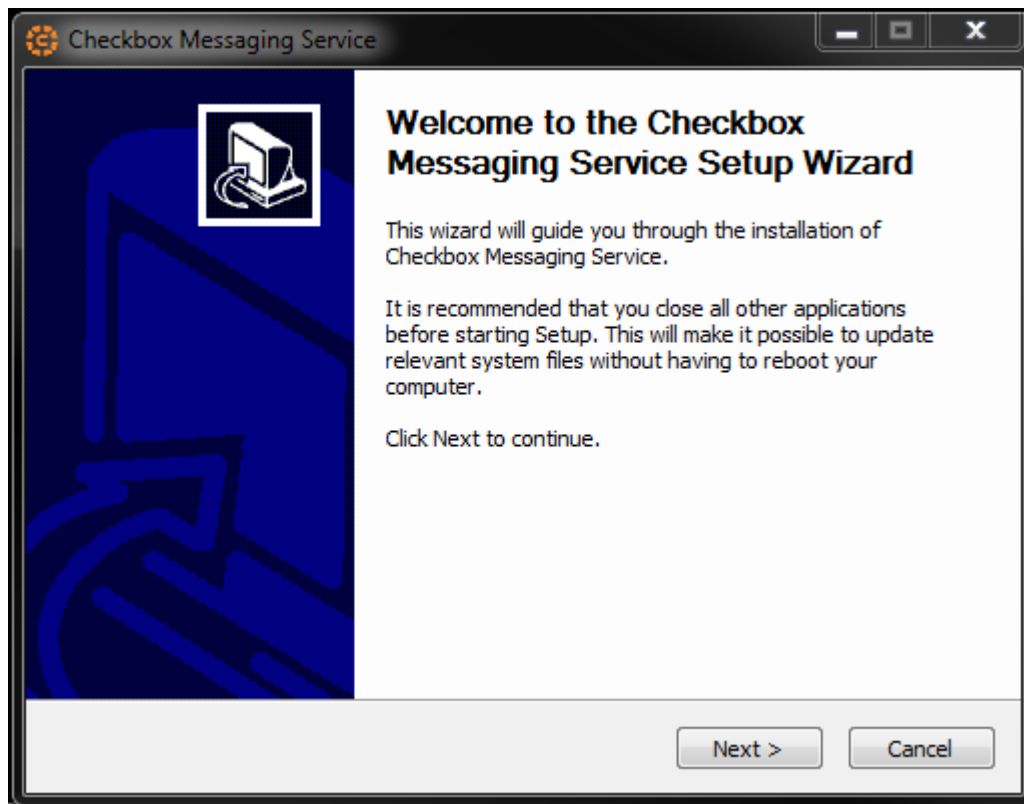 Checkbox Messaging Service
Welcome to the Checkbox
Messaging Service Setup Wizard
This wizard will guide you through the installation of
Checkbox Messaging Service.
It is recommended that you close all other applications
before starting Setup. This will make it possible to update
relevant system files without having to reboot your
computer.
Click Next to continue.
Next >
Cancel